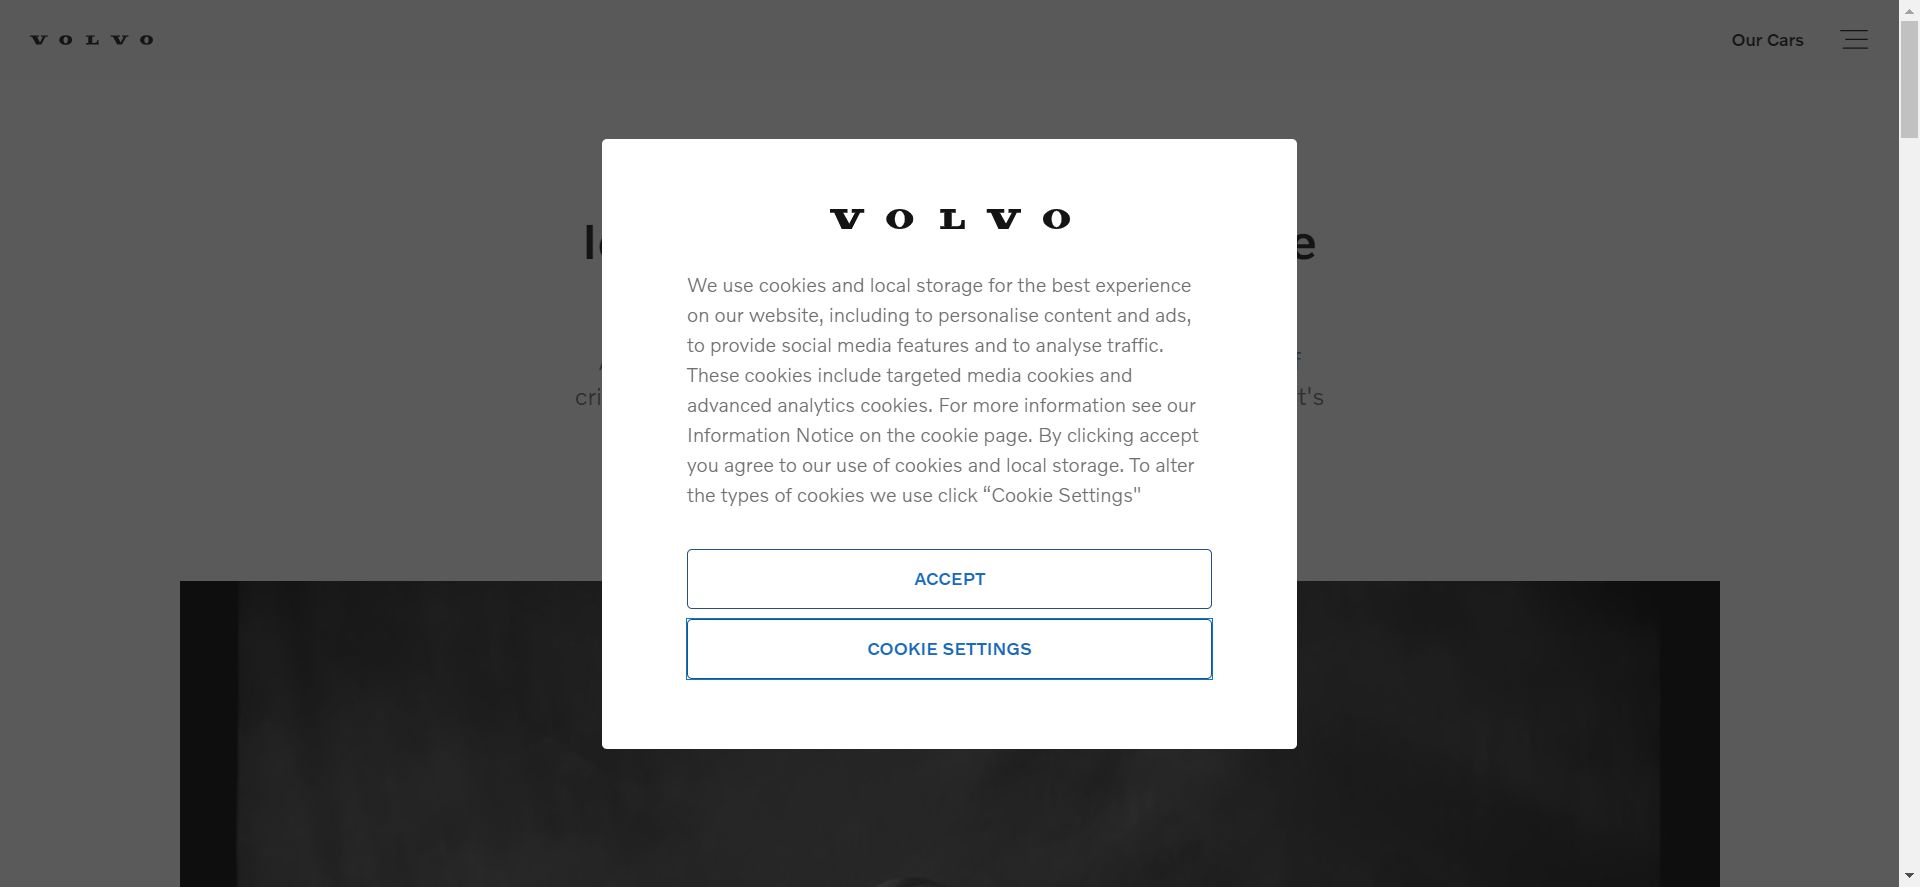 VOLVO
Our Cars
VOLVO
We use cookies and local storage for the best experience
on our website, including to personalise content and ads,
to provide social media features and to analyse traffic.
These cookies include targeted media cookies and
advanced analytics cookies. For more information see our
Information Notice on the cookie page. By clicking accept
you agree to our use of cookies and local storage. To alter
the types of cookies we use click “Cookie Settings"
ACCEPT
COOKIE SETTINGS